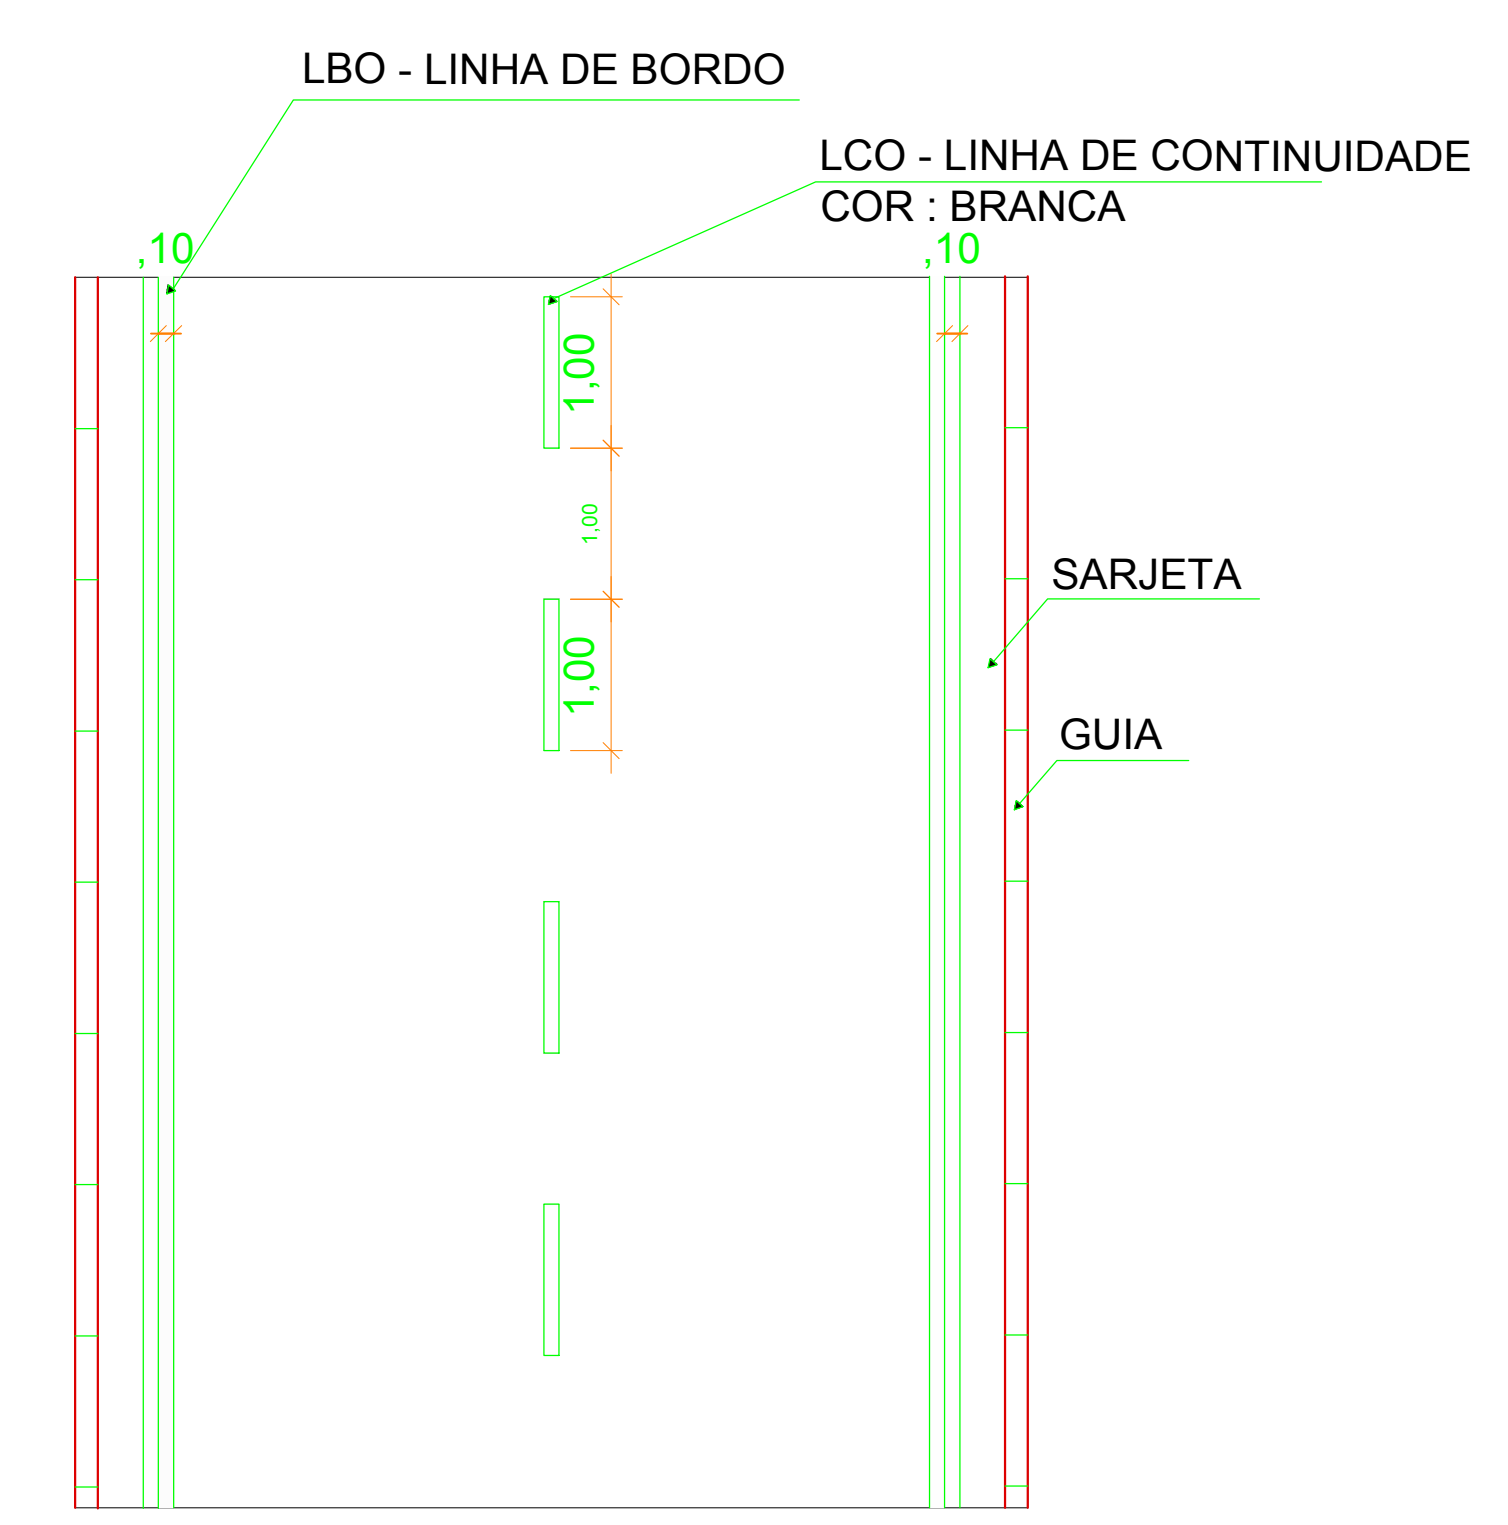 LBO - LINHA DE BORDO
LCO - LINHA DE CONTINUIDADE
COR : BRANCA
,10
,10
1,00
1,00
1,00
SARJETA
GUIA